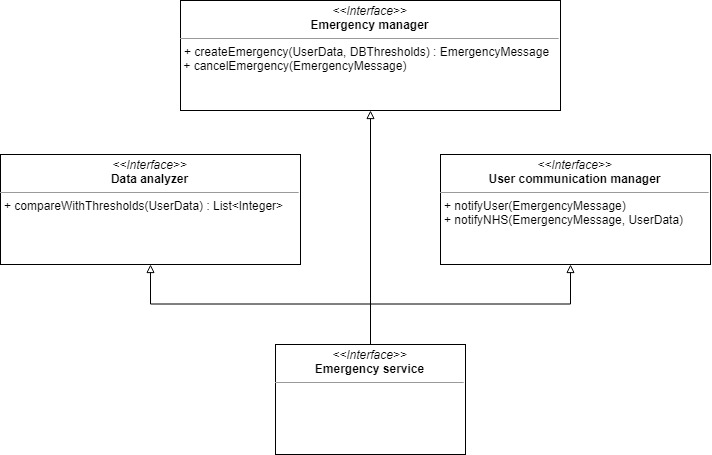 <<Interface>>
Emergency manager
+ createEmergency(UserData, DBThresholds) : EmergencyMessage
+ cancelEmergency(EmergencyMessage)
<<Interface>>
Data analyzer
+ compareWithThresholds(UserData) : List<Integer>
<<Interface>>
User communication manager
+ notifyUser(EmergencyMessage)
+ notifyNHS(EmergencyMessage, UserData)
<<Interface>>
Emergency service